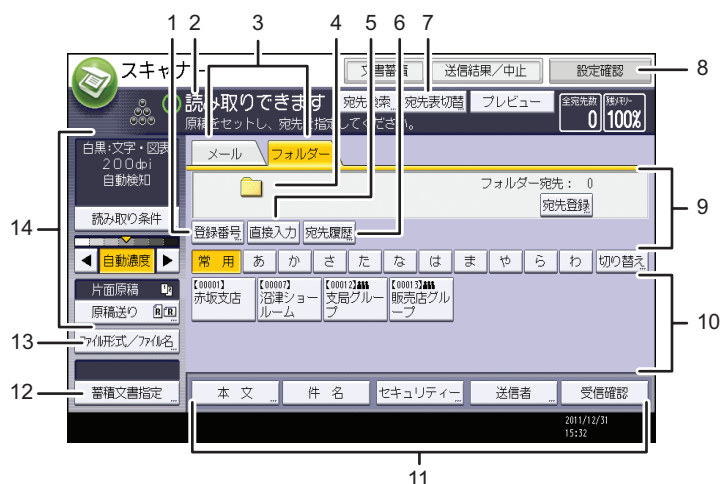 1 2 3 4 5 6 7
スキャナー 文書蓄積 送信結果／中止 設定確認 8
読み取りできます 宛先検索 宛先表切替 プレビュー 全宛先数 0 残メモリー 100%
原稿をセットし、宛先を指定してください。
白黒:文字・図表
200dpi
自動検知
メール フォルダー
フォルダー宛先： 0
宛先登録
9
14
読み取り条件
登録番号 直接入力 宛先履歴
自動濃度
常用 あ か さ た な は ま や ら わ 切り替え
片面原稿
原稿送り
【00001】 【00007】 【00012】 【00013】
赤坂支店 沼津ショールーム 支局グループ 販売店グループ
10
13 ファイル形式／ファイル名
12 蓄積文書指定
本文 件名 セキュリティー 送信者 受信確認
2011/12/31
15:32
11